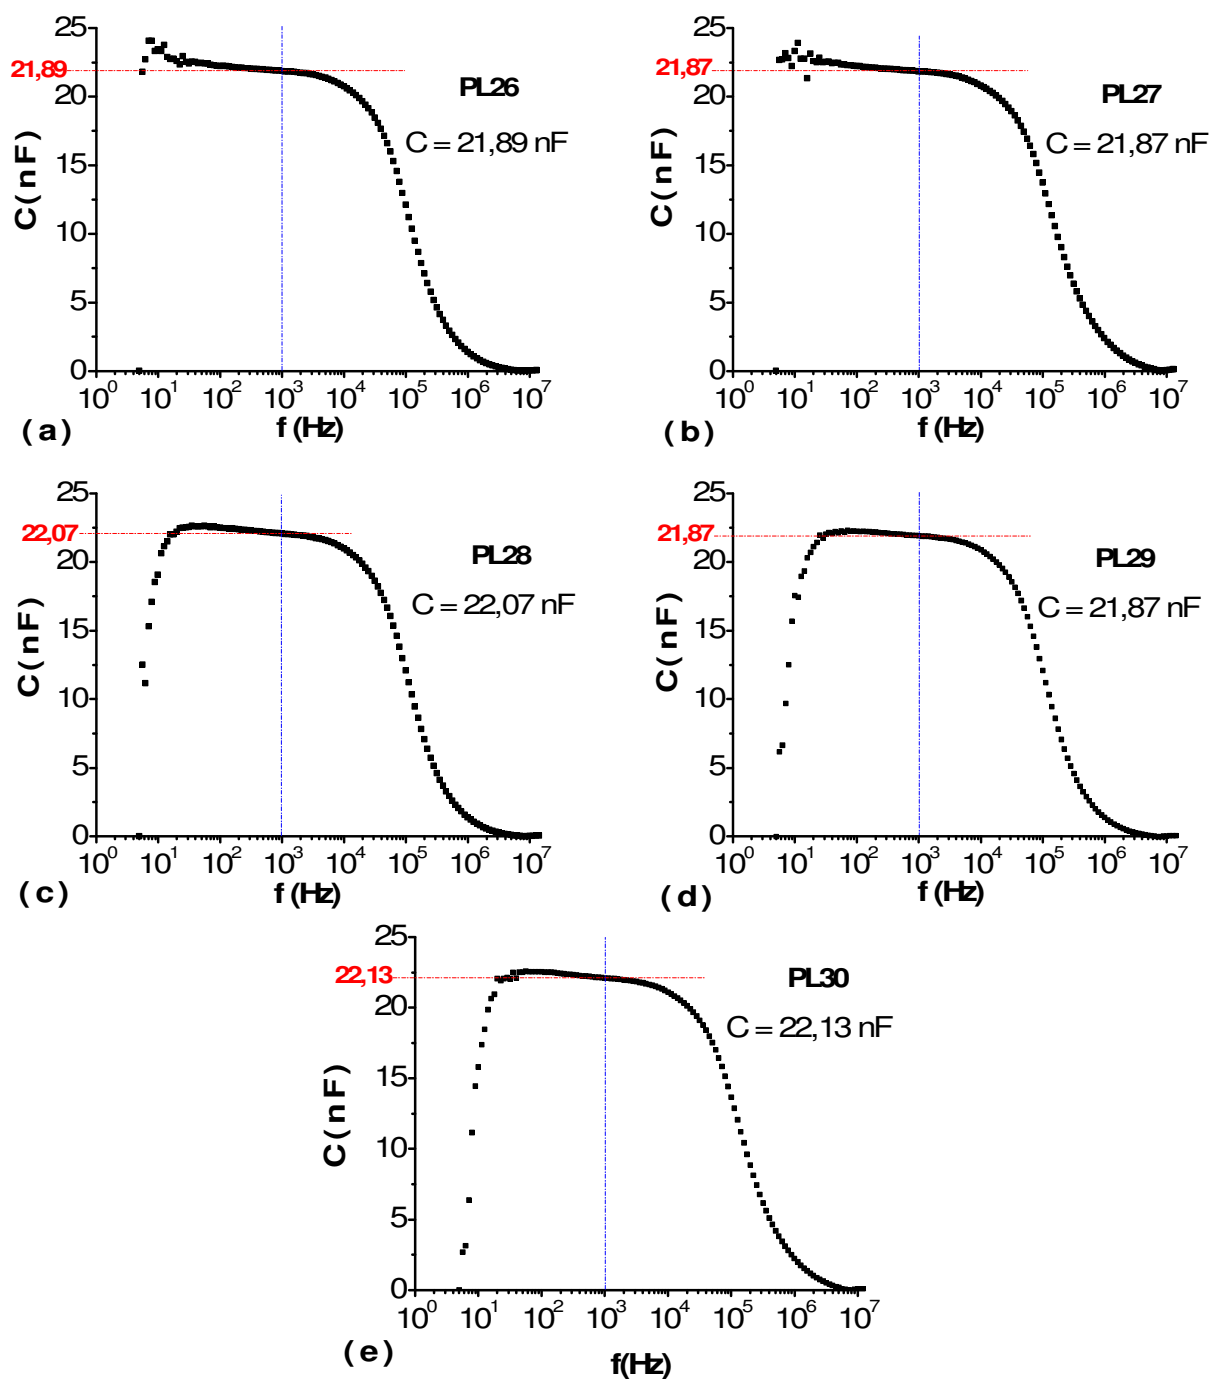 25
20
15
10
5
0
21,89
C(nF)
PL26
C = 21,89 nF
10⁰ 10¹ 10² 10³ 10⁴ 10⁵ 10⁶ 10⁷
f (Hz)
(a)
25
20
15
10
5
0
21,87
C(nF)
PL27
C = 21,87 nF
10⁰ 10¹ 10² 10³ 10⁴ 10⁵ 10⁶ 10⁷
f (Hz)
(b)
25
20
15
10
5
0
22,07
C(nF)
PL28
C = 22,07 nF
10⁰ 10¹ 10² 10³ 10⁴ 10⁵ 10⁶ 10⁷
f (Hz)
(c)
25
20
15
10
5
0
21,87
C(nF)
PL29
C = 21,87 nF
10⁰ 10¹ 10² 10³ 10⁴ 10⁵ 10⁶ 10⁷
f (Hz)
(d)
25
20
15
10
5
0
22,13
C(nF)
PL30
C = 22,13 nF
10⁰ 10¹ 10² 10³ 10⁴ 10⁵ 10⁶ 10⁷
f(Hz)
(e)